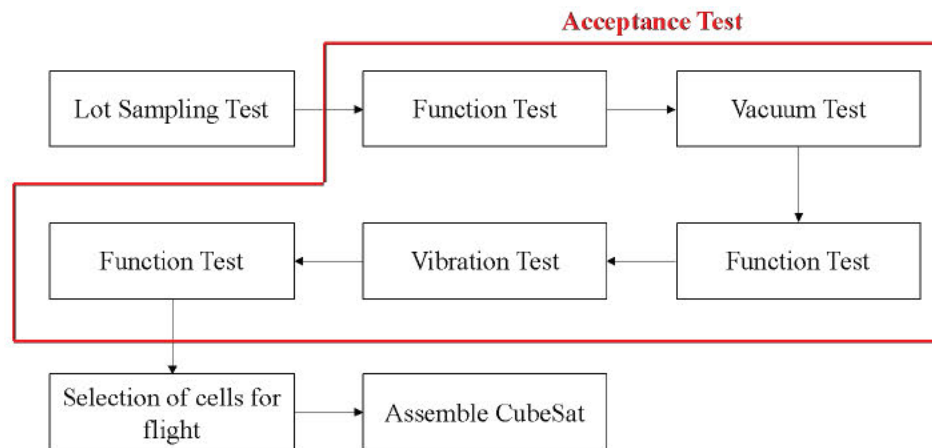 Acceptance Test
Lot Sampling Test
Function Test
Vacuum Test
Function Test
Vibration Test
Function Test
Selection of cells for
flight
Assemble CubeSat